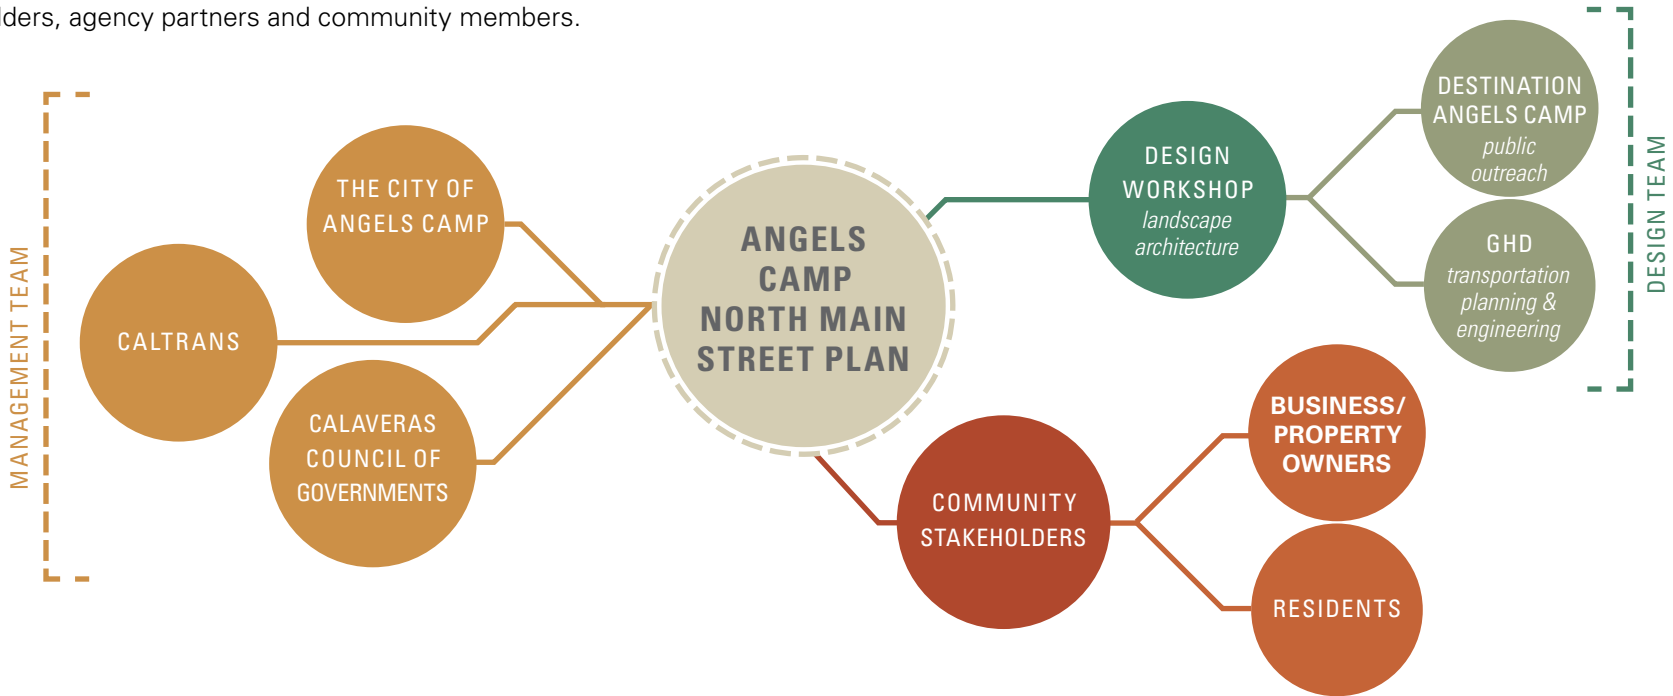 lders, agency partners and community members.
MANAGEMENT TEAM
THE CITY OF
ANGELS CAMP
CALTRANS
CALAVERAS
COUNCIL OF
GOVERNMENTS
ANGELS
CAMP
NORTH MAIN
STREET PLAN
DESIGN
WORKSHOP
landscape
architecture
DESTINATION
ANGELS CAMP
public
outreach
GHD
transportation
planning &
engineering
DESIGN TEAM
COMMUNITY
STAKEHOLDERS
BUSINESS/
PROPERTY
OWNERS
RESIDENTS